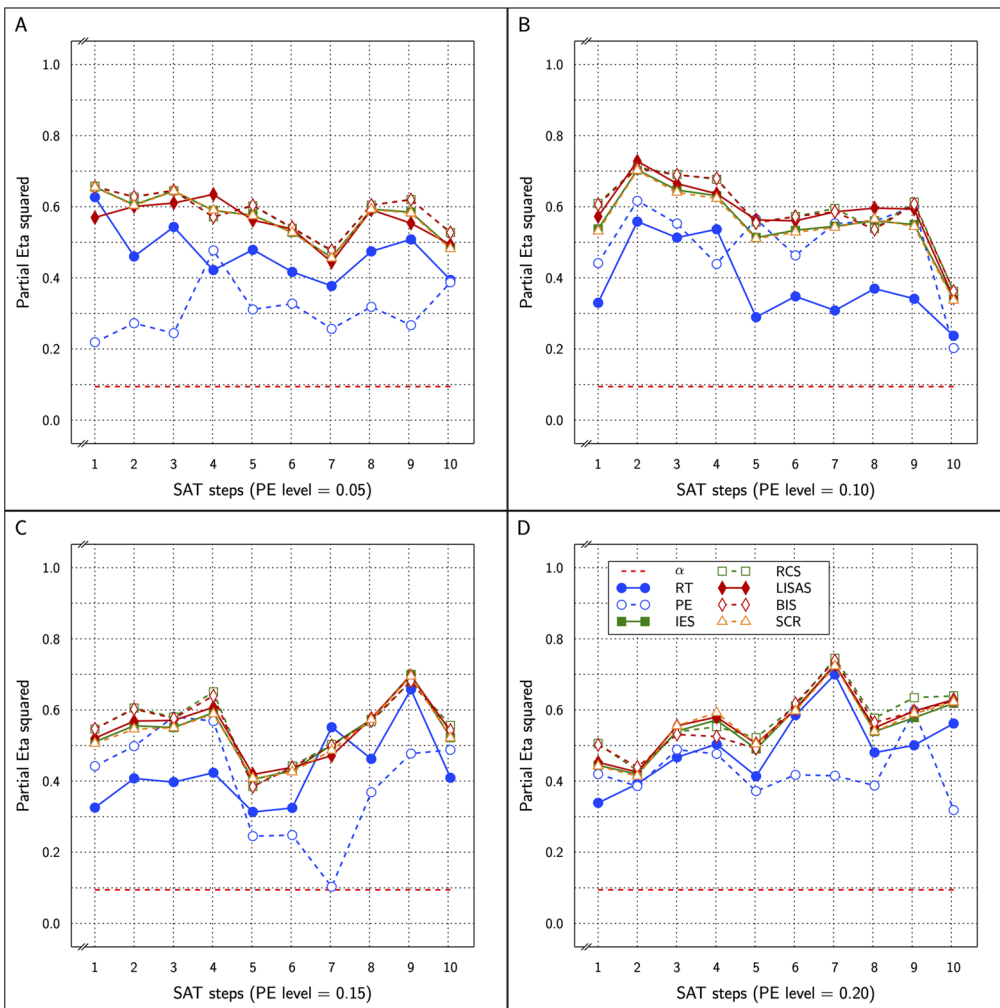 A
Partial Eta squared
1.0
0.8
0.6
0.4
0.2
0.0
1 2 3 4 5 6 7 8 9 10
SAT steps (PE level = 0.05)
B
Partial Eta squared
1.0
0.8
0.6
0.4
0.2
0.0
1 2 3 4 5 6 7 8 9 10
SAT steps (PE level = 0.10)
C
Partial Eta squared
1.0
0.8
0.6
0.4
0.2
0.0
1 2 3 4 5 6 7 8 9 10
SAT steps (PE level = 0.15)
D
Partial Eta squared
1.0
0.8
0.6
0.4
0.2
0.0
α RCS
RT LISAS
PE BIS
IES SCR
1 2 3 4 5 6 7 8 9 10
SAT steps (PE level = 0.20)